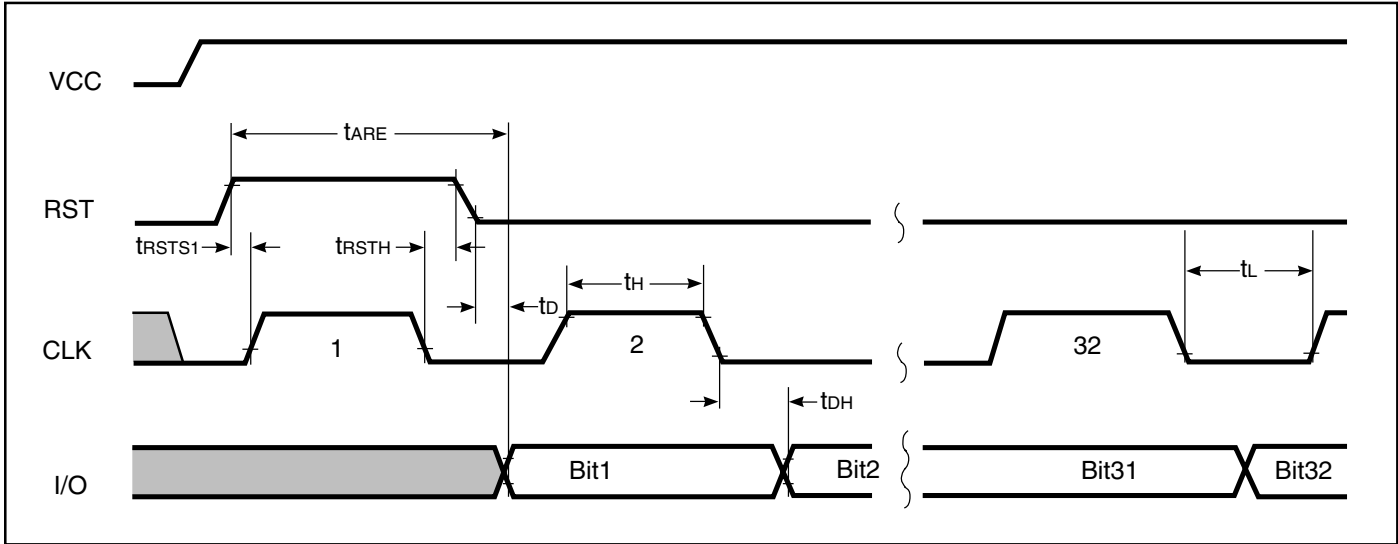 VCC
tARE
RST
tRSTS1
tRSTH
tH
tL
tD
CLK
1
2
32
tDH
I/O
Bit1
Bit2
Bit31
Bit32